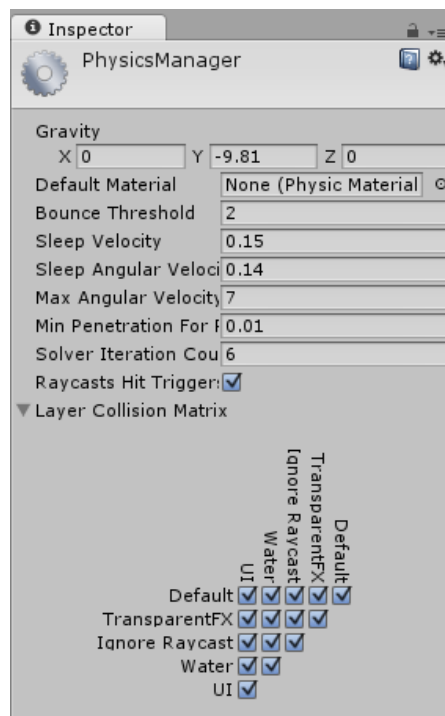 Inspector
PhysicsManager
Gravity
X 0 Y -9.81 Z 0
Default Material None (Physic Material
Bounce Threshold 2
Sleep Velocity 0.15
Sleep Angular Veloci 0.14
Max Angular Velocity 7
Min Penetration For P 0.01
Solver Iteration Cou 6
Raycasts Hit Triggers
Layer Collision Matrix
UI
Water
Ignore Raycast
TransparentFX
Default
Default
TransparentFX
Ignore Raycast
Water
UI